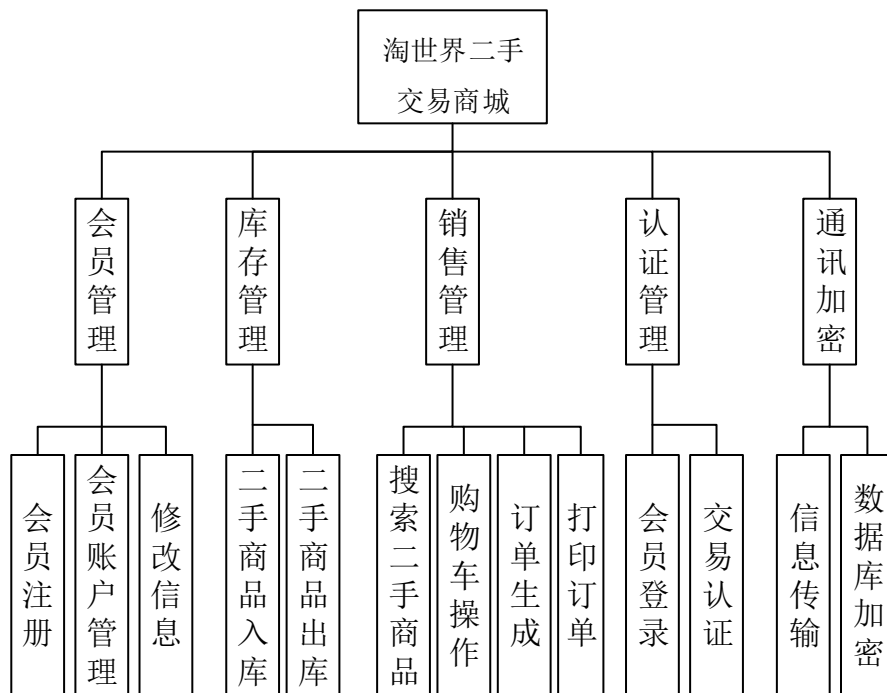 淘世界二手
交易商城
会员管理
库存管理
销售管理
认证管理
通讯加密
会员注册
会员账户管理
修改信息
二手商品入库
二手商品出库
搜索二手商品
购物车操作
订单生成
打印订单
会员登录
交易认证
信息传输
数据库加密